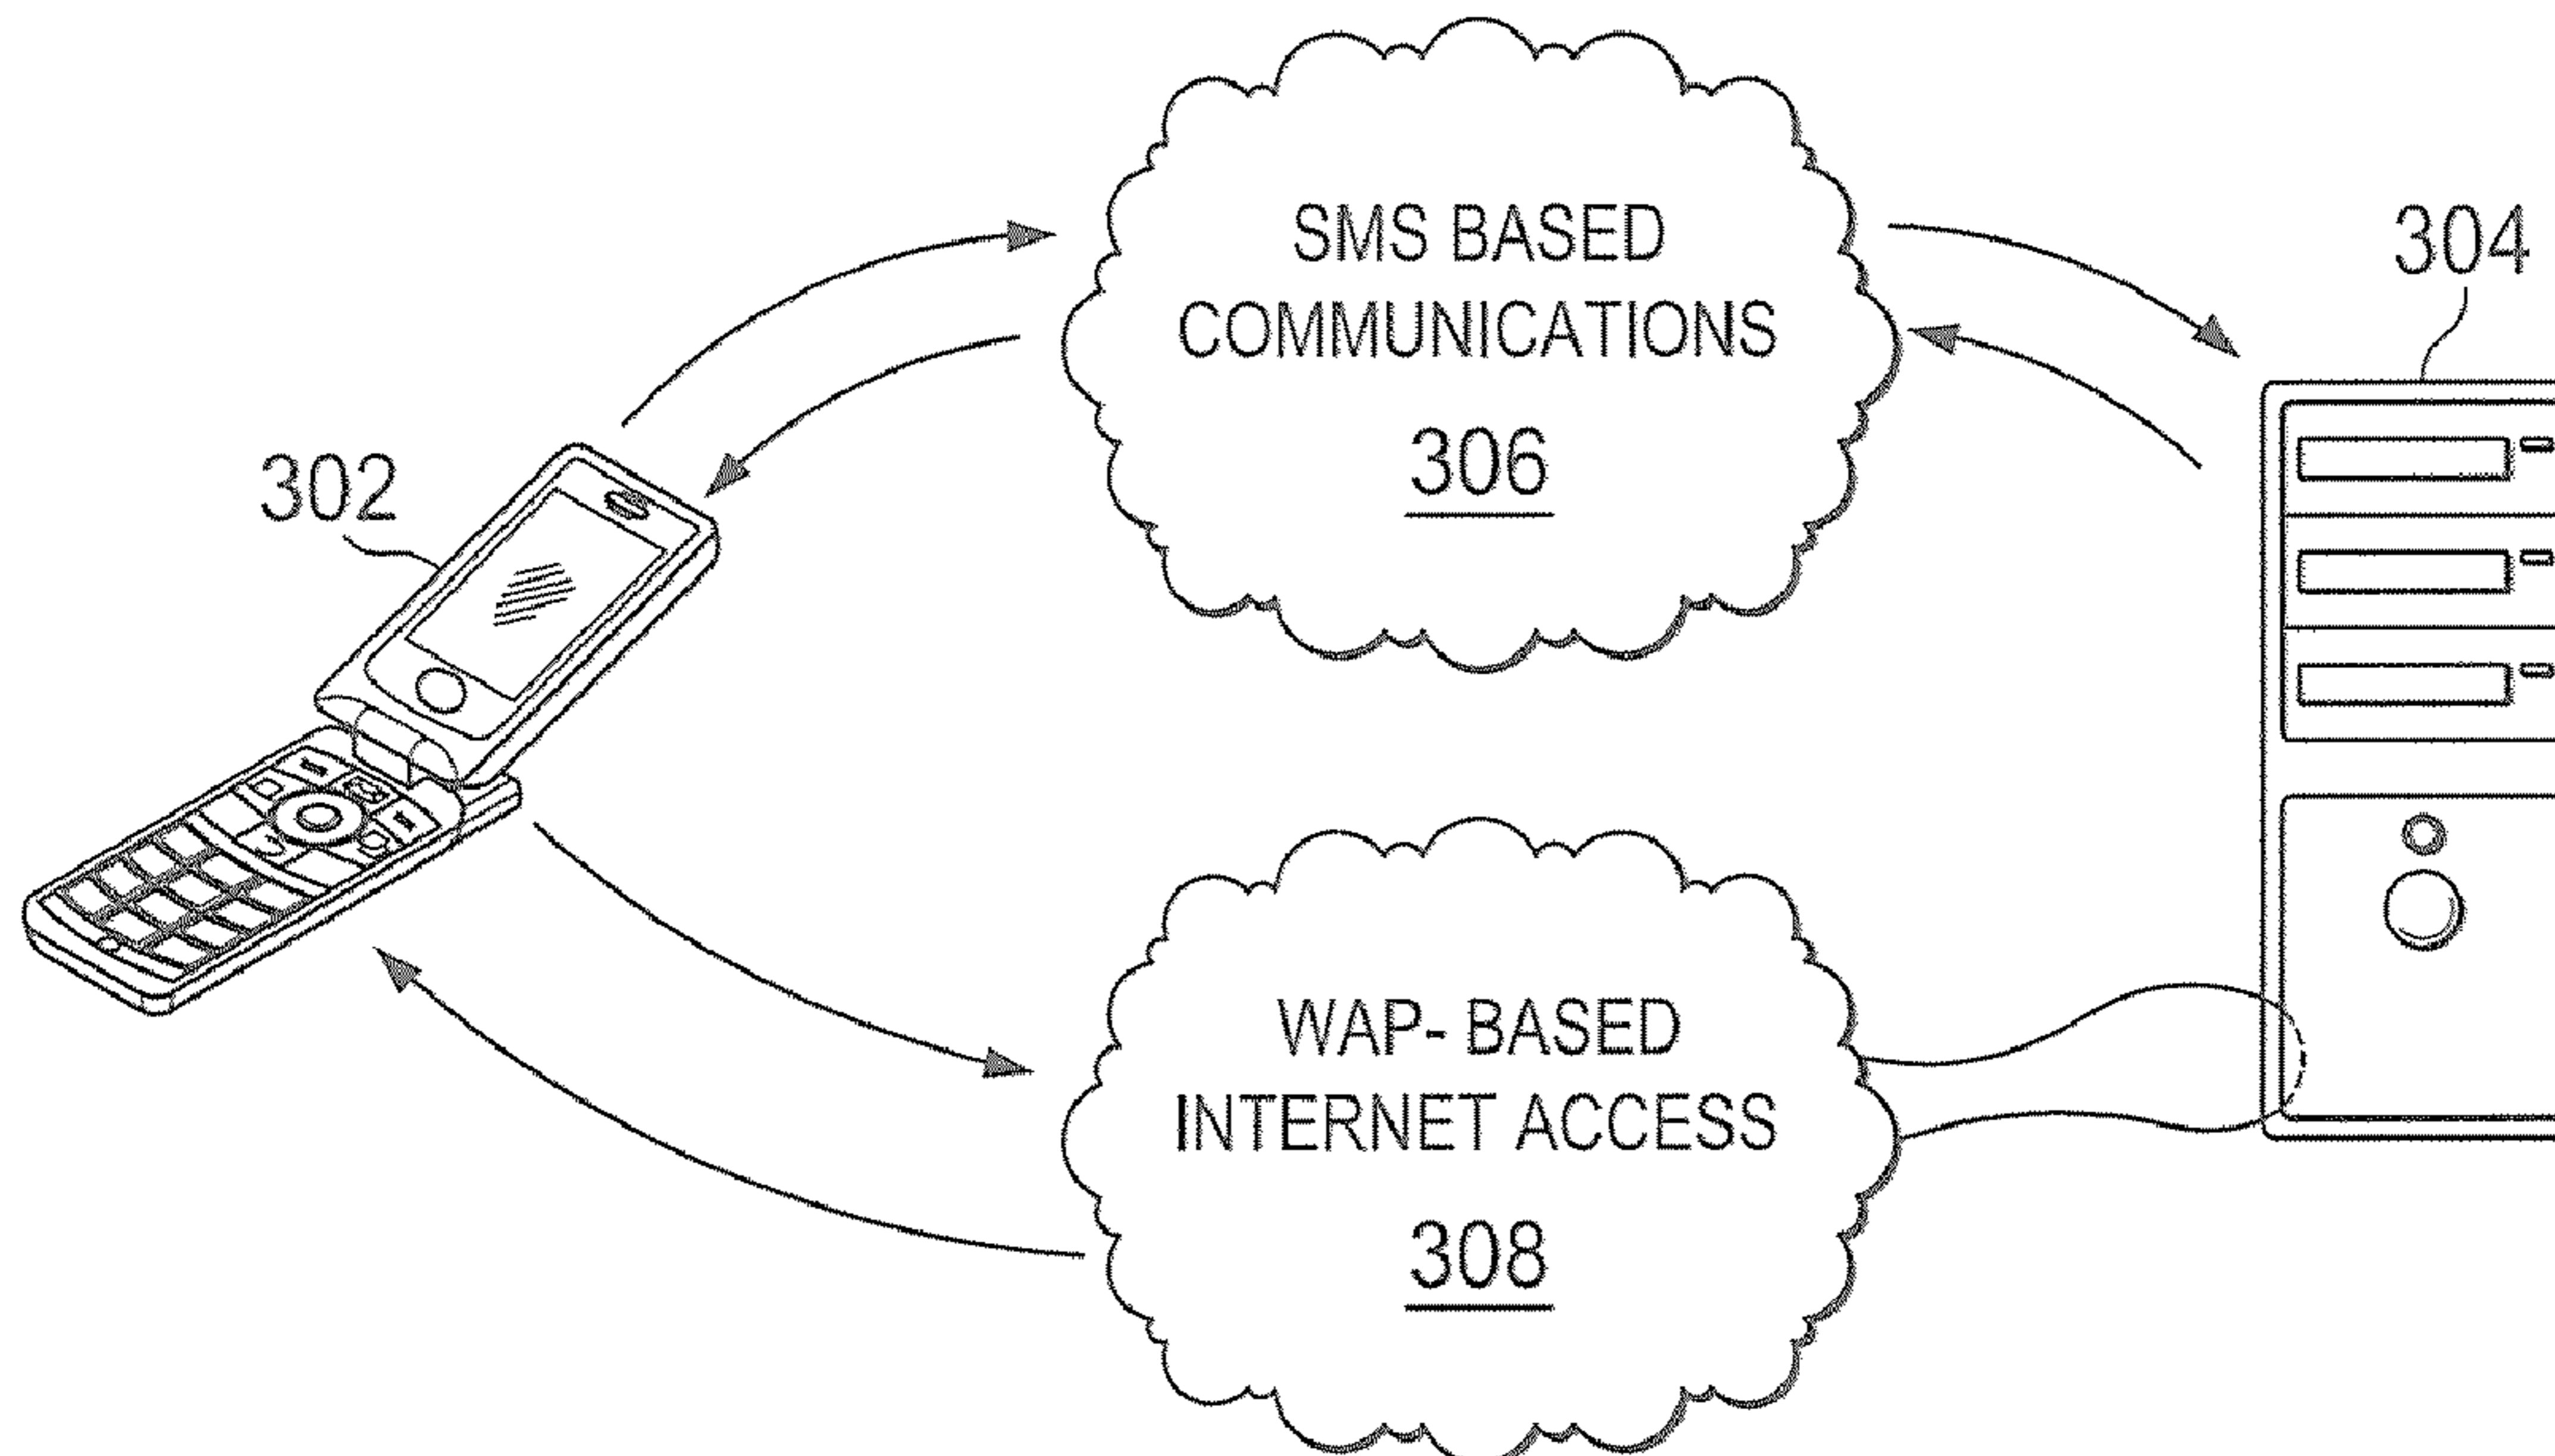 SMS BASED
COMMUNICATIONS
306
304
302
WAP- BASED
INTERNET ACCESS
308